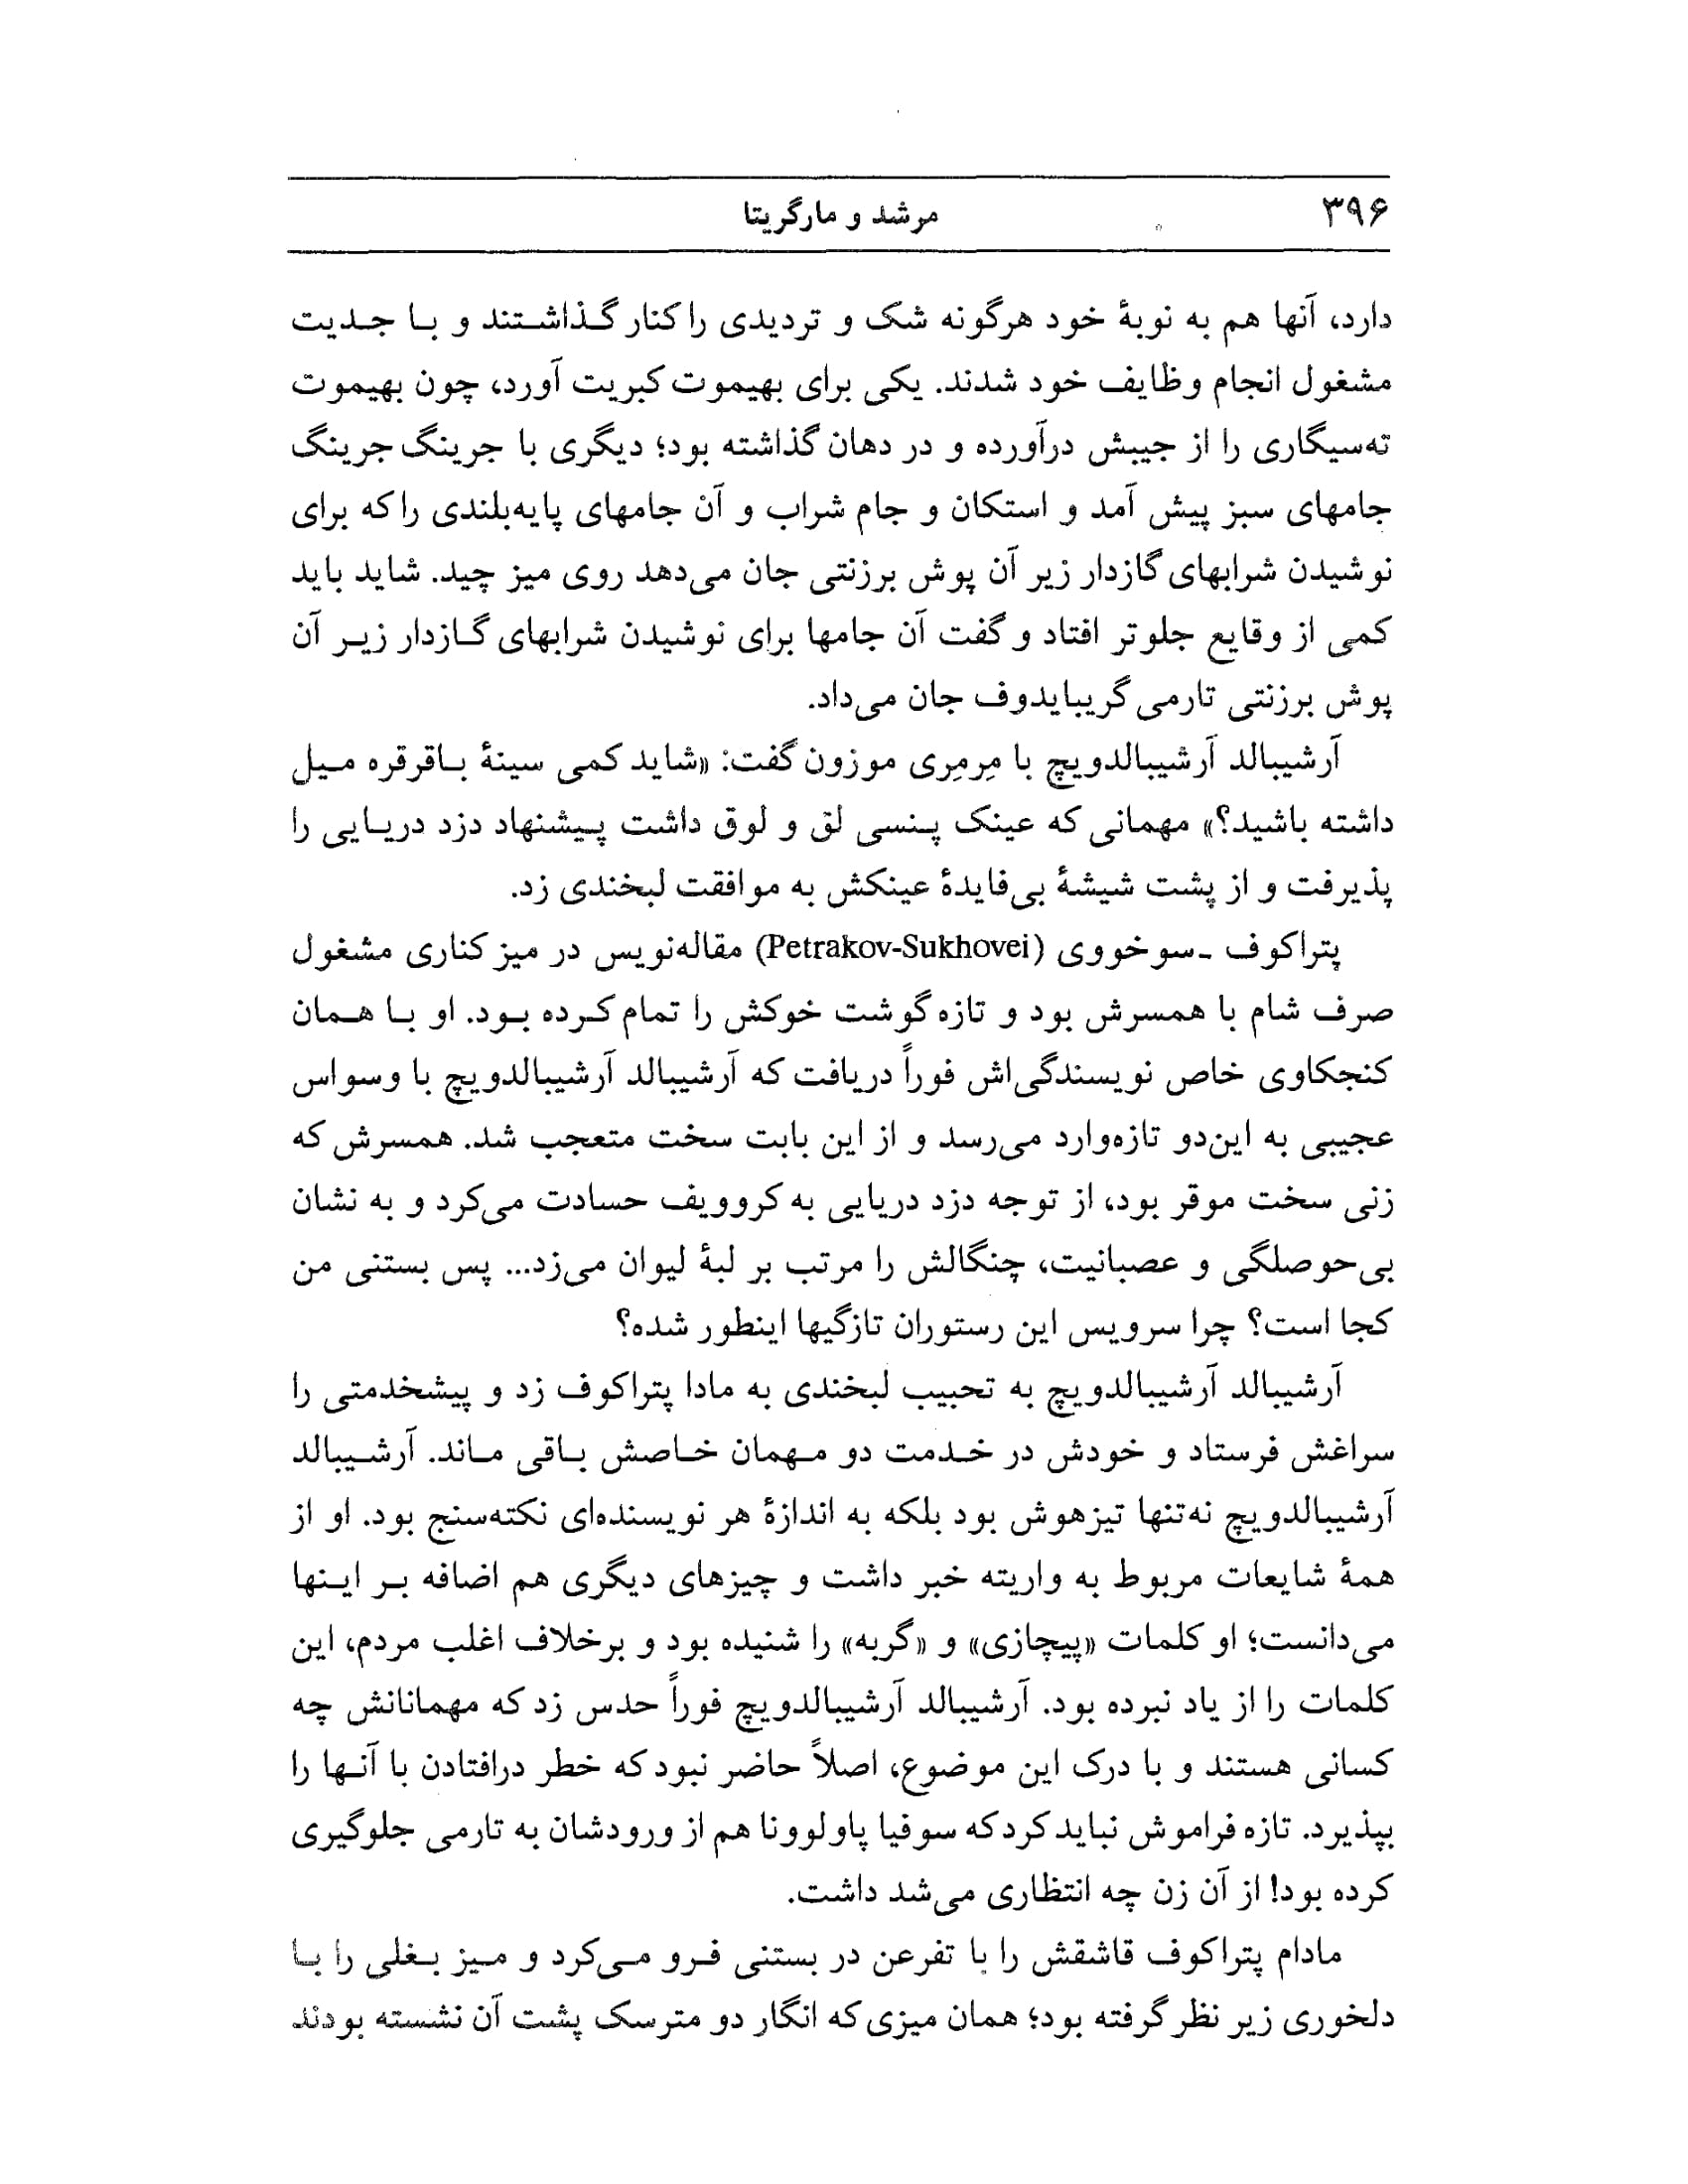 ۳۹۶
مرشد و مارگریتا
دارد، آنها هم به نوبهٔ خود هرگونه شک و تردیدی را کنار گذاشتند و با جدیت
مشغول انجام وظایف خود شدند. یکی برای بهیموت کبریت آورد، چون بهیموت
ته‌سیگاری را از جیبش درآورده و در دهان گذاشته بود؛ دیگری با جرینگ جرینگ
جامهای سبز پیش آمد و استکان و جام شراب و آن جامهای پایه‌بلندی را که برای
نوشیدن شرابهای گازدار زیر آن پوش برزنتی جان می‌دهد روی میز چید. شاید باید
کمی از وقایع جلوتر افتاد و گفت آن جامها برای نوشیدن شرابهای گازدار زیر آن
پوش برزنتی تارمی گریبایدوف جان می‌داد.
آرشیبالد آرشیبالدویچ با مِرمِری موزون گفت: «شاید کمی سینهٔ باقرقره میل
داشته باشید؟» مهمانی که عینک پنسی لق و لوق داشت پیشنهاد دزد دریایی را
پذیرفت و از پشت شیشهٔ بی‌فایدهٔ عینکش به موافقت لبخندی زد.
پتراکوف -سوخووی (Petrakov-Sukhovei) مقاله‌نویس در میز کناری مشغول
صرف شام با همسرش بود و تازه گوشت خوکش را تمام کرده بود. او با همان
کنجکاوی خاص نویسندگی‌اش فوراً دریافت که آرشیبالد آرشیبالدویچ با وسواس
عجیبی به این‌دو تازه‌وارد می‌رسد و از این بابت سخت متعجب شد. همسرش که
زنی سخت موقر بود، از توجه دزد دریایی به کروویف حسادت می‌کرد و به نشان
بی‌حوصلگی و عصبانیت، چنگالش را مرتب بر لبهٔ لیوان می‌زد... پس بستنی من
کجا است؟ چرا سرویس این رستوران تازگیها اینطور شده؟
آرشیبالد آرشیبالدویچ به تحبیب لبخندی به مادا پتراکوف زد و پیشخدمتی را
سراغش فرستاد و خودش در خدمت دو مهمان خاصش باقی ماند. آرشیبالد
آرشیبالدویچ نه‌تنها تیزهوش بود بلکه به اندازهٔ هر نویسنده‌ای نکته‌سنج بود. او از
همهٔ شایعات مربوط به واریته خبر داشت و چیزهای دیگری هم اضافه بر اینها
می‌دانست؛ او کلمات «پیچازی» و «گربه» را شنیده بود و برخلاف اغلب مردم، این
کلمات را از یاد نبرده بود. آرشیبالد آرشیبالدویچ فوراً حدس زد که مهمانانش چه
کسانی هستند و با درک این موضوع، اصلاً حاضر نبود که خطر درافتادن با آنها را
بپذیرد. تازه فراموش نباید کرد که سوفیا پاولوونا هم از ورودشان به تارمی جلوگیری
کرده بود! از آن زن چه انتظاری می‌شد داشت.
مادام پتراکوف قاشقش را با تفرعن در بستنی فرو می‌کرد و میز بغلی را با
دلخوری زیر نظر گرفته بود؛ همان میزی که انگار دو مترسک پشت آن نشسته بودند